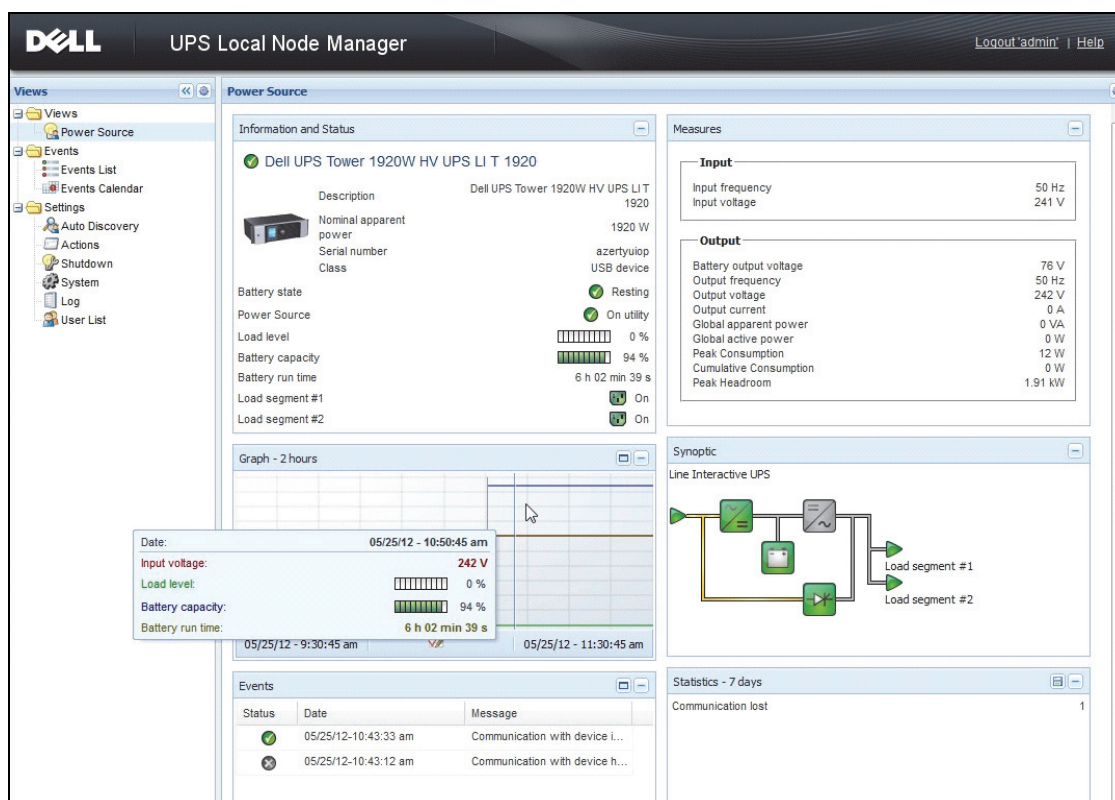 DELL
UPS Local Node Manager
Logout 'admin' | Help
Views
Views
Power Source
Events
Events List
Events Calendar
Settings
Auto Discovery
Actions
Shutdown
System
Log
User List
Power Source
Information and Status
Dell UPS Tower 1920W HV UPS LI T 1920
Description Dell UPS Tower 1920W HV UPS LI T
1920
Nominal apparent
power 1920 W
Serial number azertyuiop
Class USB device
Battery state Resting
Power Source On utility
Load level 0 %
Battery capacity 94 %
Battery run time 6 h 02 min 39 s
Load segment #1 On
Load segment #2 On
Graph - 2 hours
Date: 05/25/12 - 10:50:45 am
Input voltage: 242 V
Load level: 0 %
Battery capacity: 94 %
Battery run time: 6 h 02 min 39 s
05/25/12 - 9:30:45 am 05/25/12 - 11:30:45 am
Events
Status Date Message
05/25/12-10:43:33 am Communication with device i...
05/25/12-10:43:12 am Communication with device h...
Measures
Input
Input frequency 50 Hz
Input voltage 241 V
Output
Battery output voltage 76 V
Output frequency 50 Hz
Output voltage 242 V
Output current 0 A
Global apparent power 0 VA
Global active power 0 W
Peak Consumption 12 W
Cumulative Consumption 0 W
Peak Headroom 1.91 kW
Synoptic
Line Interactive UPS
Load segment #1
Load segment #2
Statistics - 7 days
Communication lost 1